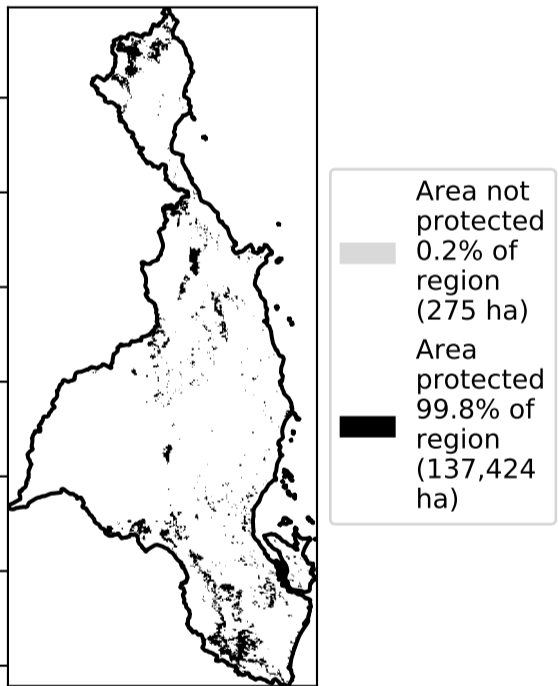 Area not
protected
0.2% of
region
(275 ha)
Area
protected
99.8% of
region
(137,424
ha)